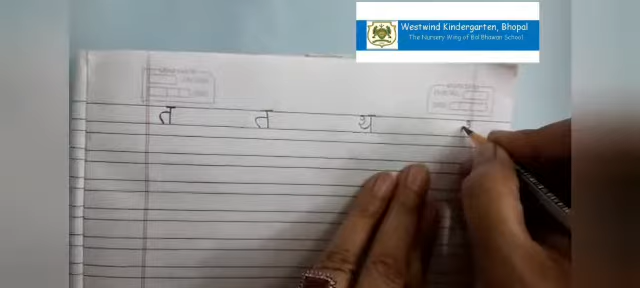 Westwind Kindergarten, Bhopal
The Nursery Wing of Bal Bhawan School
त त थ